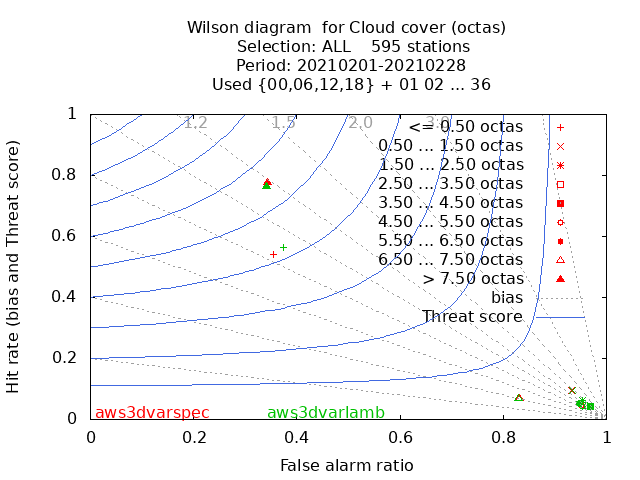 Wilson diagram  for Cloud cover (octas)
Selection: ALL    595 stations
Period: 20210201-20210228
Used {00,06,12,18} + 01 02 ... 36
1.2 1.5 2.0 3.0
<= 0.50 octas
0.50 ... 1.50 octas
1.50 ... 2.50 octas
2.50 ... 3.50 octas
3.50 ... 4.50 octas
4.50 ... 5.50 octas
5.50 ... 6.50 octas
6.50 ... 7.50 octas
> 7.50 octas
bias
Threat score
1
0.8
0.6
0.4
0.2
0
Hit rate (bias and Threat score)
aws3dvarspec aws3dvarlamb
0 0.2 0.4 0.6 0.8 1
False alarm ratio